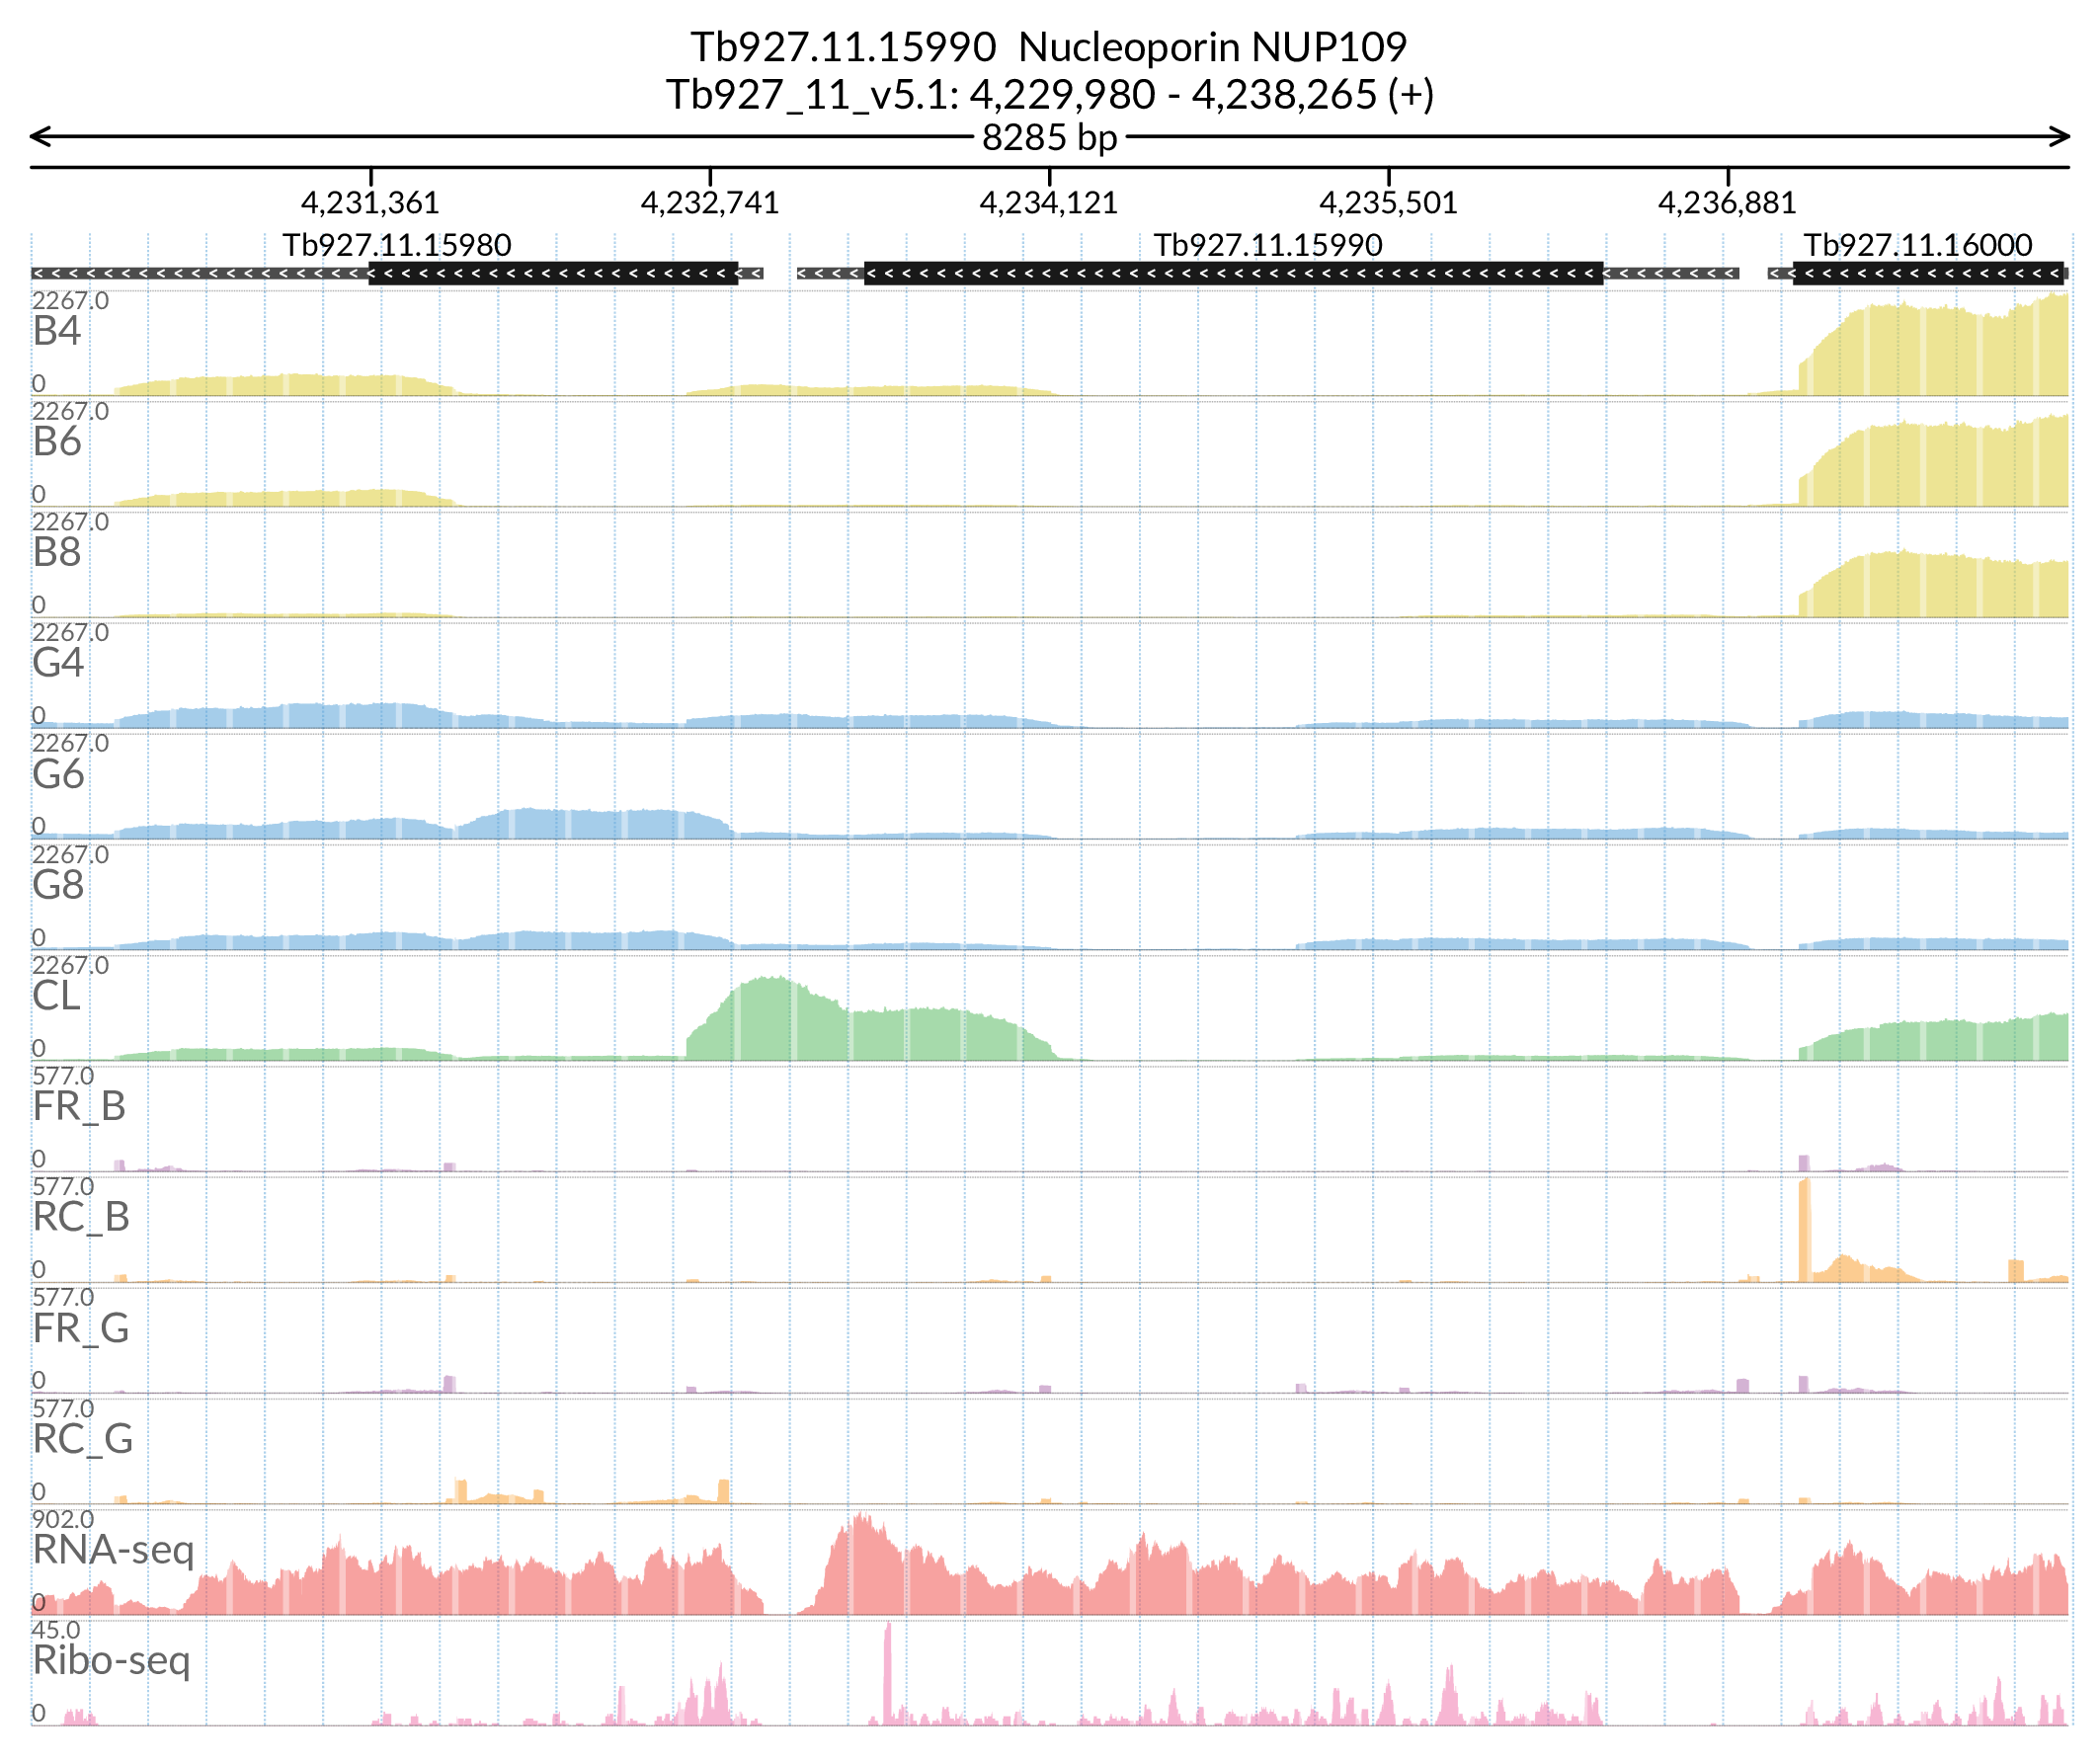 Tb927.11.15990 Nucleoporin NUP109
Tb927_11_v5.1: 4,229,980 - 4,238,265 (+)
8285 bp
4,231,361 4,232,741 4,234,121 4,235,501 4,236,881
Tb927.11.15980 Tb927.11.15990 Tb927.11.16000
2267.0
B4
0
2267.0
B6
0
2267.0
B8
0
2267.0
G4
0
2267.0
G6
0
2267.0
G8
0
2267.0
CL
0
577.0
FR_B
0
577.0
RC_B
0
577.0
FR_G
0
577.0
RC_G
0
902.0
RNA-seq
0
45.0
Ribo-seq
0